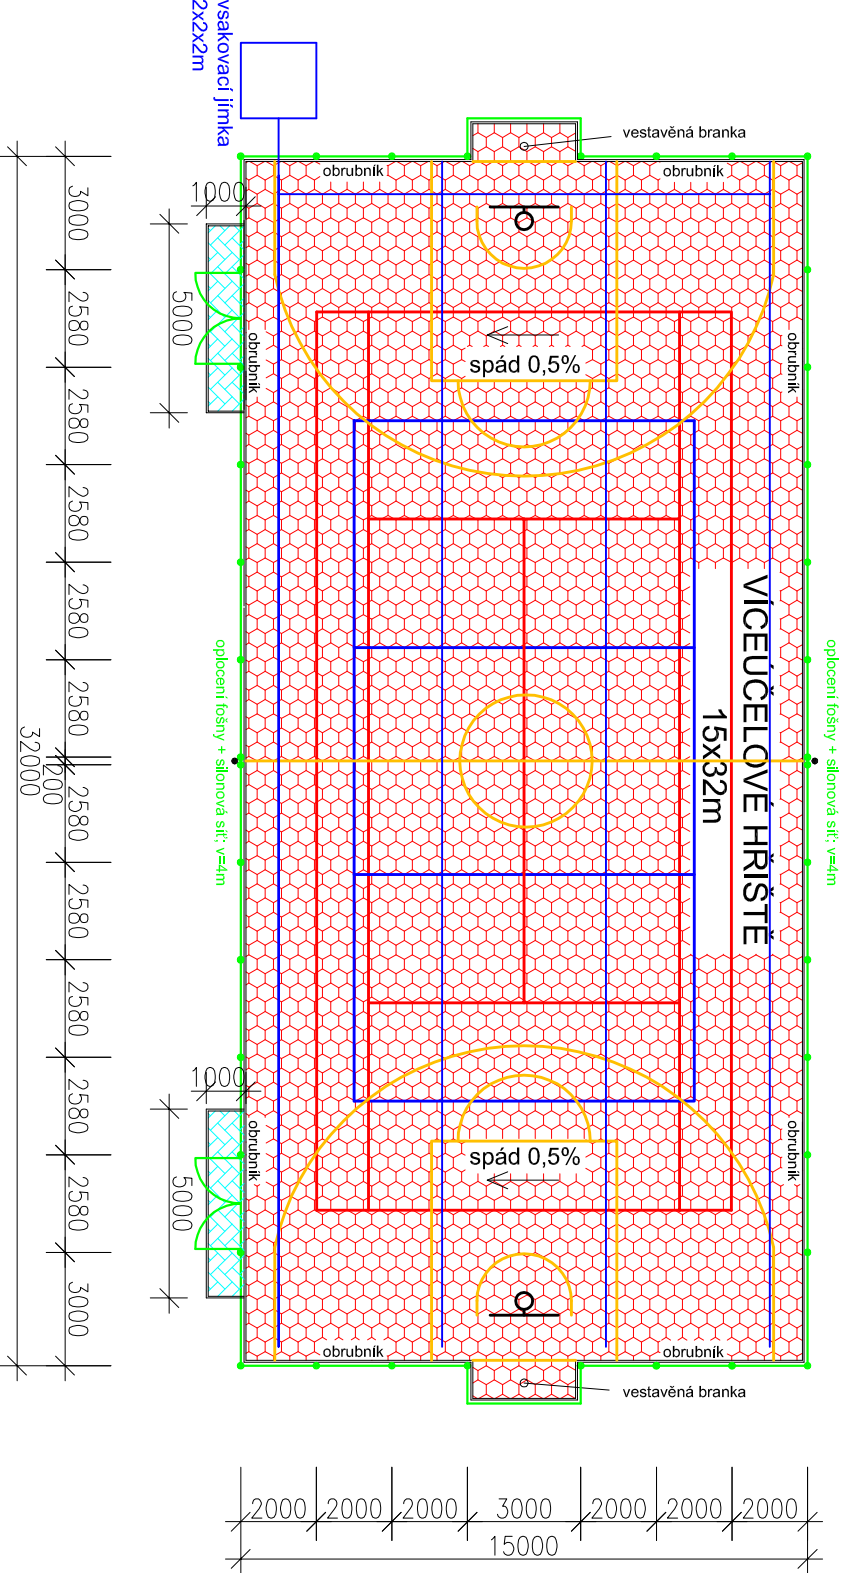 vsakovací jímka
2x2x2m
vestavěná branka
obrubník
obrubník
1000
5000
obrubník
obrubník
spád 0,5%
VÍCEÚČELOVÉ HŘIŠTĚ
15x32m
oplocení fošny + silonová síť; v=4m
oplocení fošny + silonová síť; v=4m
3000
2580
2580
2580
2580
2580
200
2580
2580
2580
2580
2580
3000
32000
1000
5000
obrubník
obrubník
spád 0,5%
obrubník
obrubník
vestavěná branka
2000
2000
2000
3000
2000
2000
2000
15000